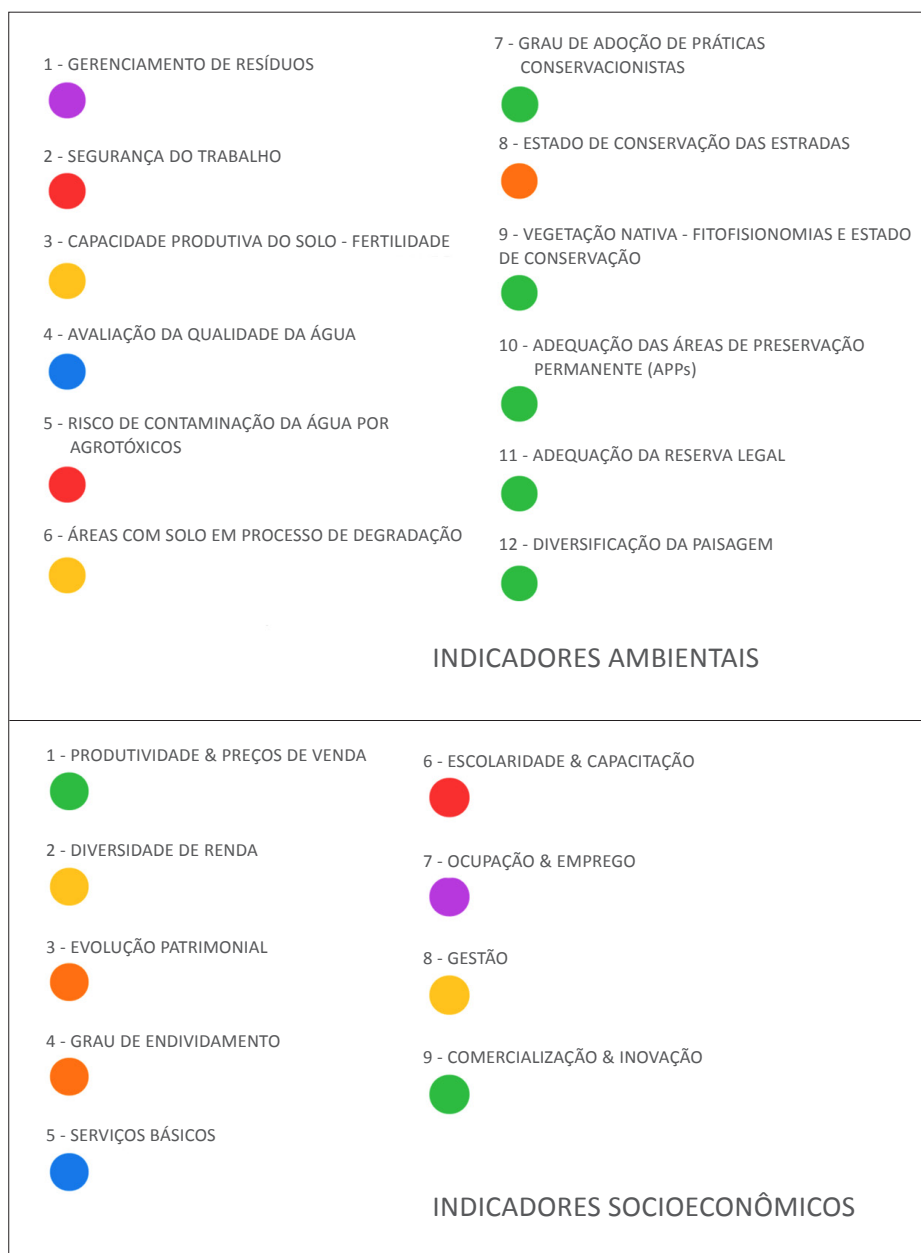 1 - GERENCIAMENTO DE RESÍDUOS
2 - SEGURANÇA DO TRABALHO
3 - CAPACIDADE PRODUTIVA DO SOLO - FERTILIDADE
4 - AVALIAÇÃO DA QUALIDADE DA ÁGUA
5 - RISCO DE CONTAMINAÇÃO DA ÁGUA POR
AGROTÓXICOS
6 - ÁREAS COM SOLO EM PROCESSO DE DEGRADAÇÃO
7 - GRAU DE ADOÇÃO DE PRÁTICAS
CONSERVACIONISTAS
8 - ESTADO DE CONSERVAÇÃO DAS ESTRADAS
9 - VEGETAÇÃO NATIVA - FITOFISIONOMIAS E ESTADO
DE CONSERVAÇÃO
10 - ADEQUAÇÃO DAS ÁREAS DE PRESERVAÇÃO
PERMANENTE (APPs)
11 - ADEQUAÇÃO DA RESERVA LEGAL
12 - DIVERSIFICAÇÃO DA PAISAGEM
INDICADORES AMBIENTAIS
1 - PRODUTIVIDADE & PREÇOS DE VENDA
2 - DIVERSIDADE DE RENDA
3 - EVOLUÇÃO PATRIMONIAL
4 - GRAU DE ENDIVIDAMENTO
5 - SERVIÇOS BÁSICOS
6 - ESCOLARIDADE & CAPACITAÇÃO
7 - OCUPAÇÃO & EMPREGO
8 - GESTÃO
9 - COMERCIALIZAÇÃO & INOVAÇÃO
INDICADORES SOCIOECONÔMICOS